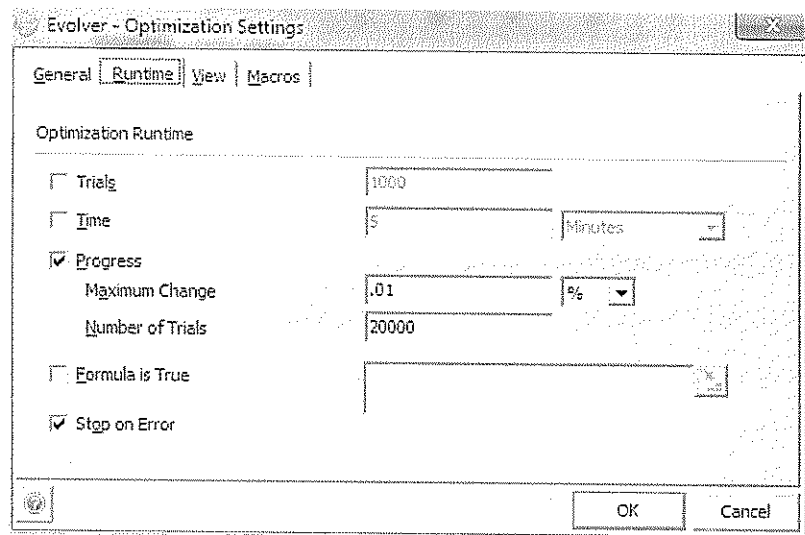 Evolver - Optimization Settings
General Runtime View Macros
Optimization Runtime
Trials 1000
Time 5 Minutes
Progress
Maximum Change .01 %
Number of Trials 20000
Formula is True
Stop on Error
OK Cancel